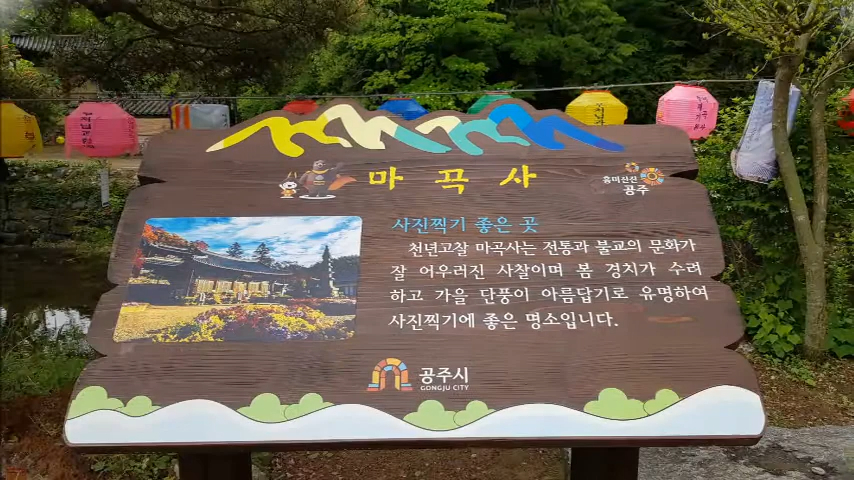 마곡사
흥미진진
공주
사진찍기 좋은 곳
천년고찰 마곡사는 전통과 불교의 문화가
잘 어우러진 사찰이며 봄 경치가 수려
하고 가을 단풍이 아름답기로 유명하여
사진찍기에 좋은 명소입니다.
공주시
GONGJU CITY